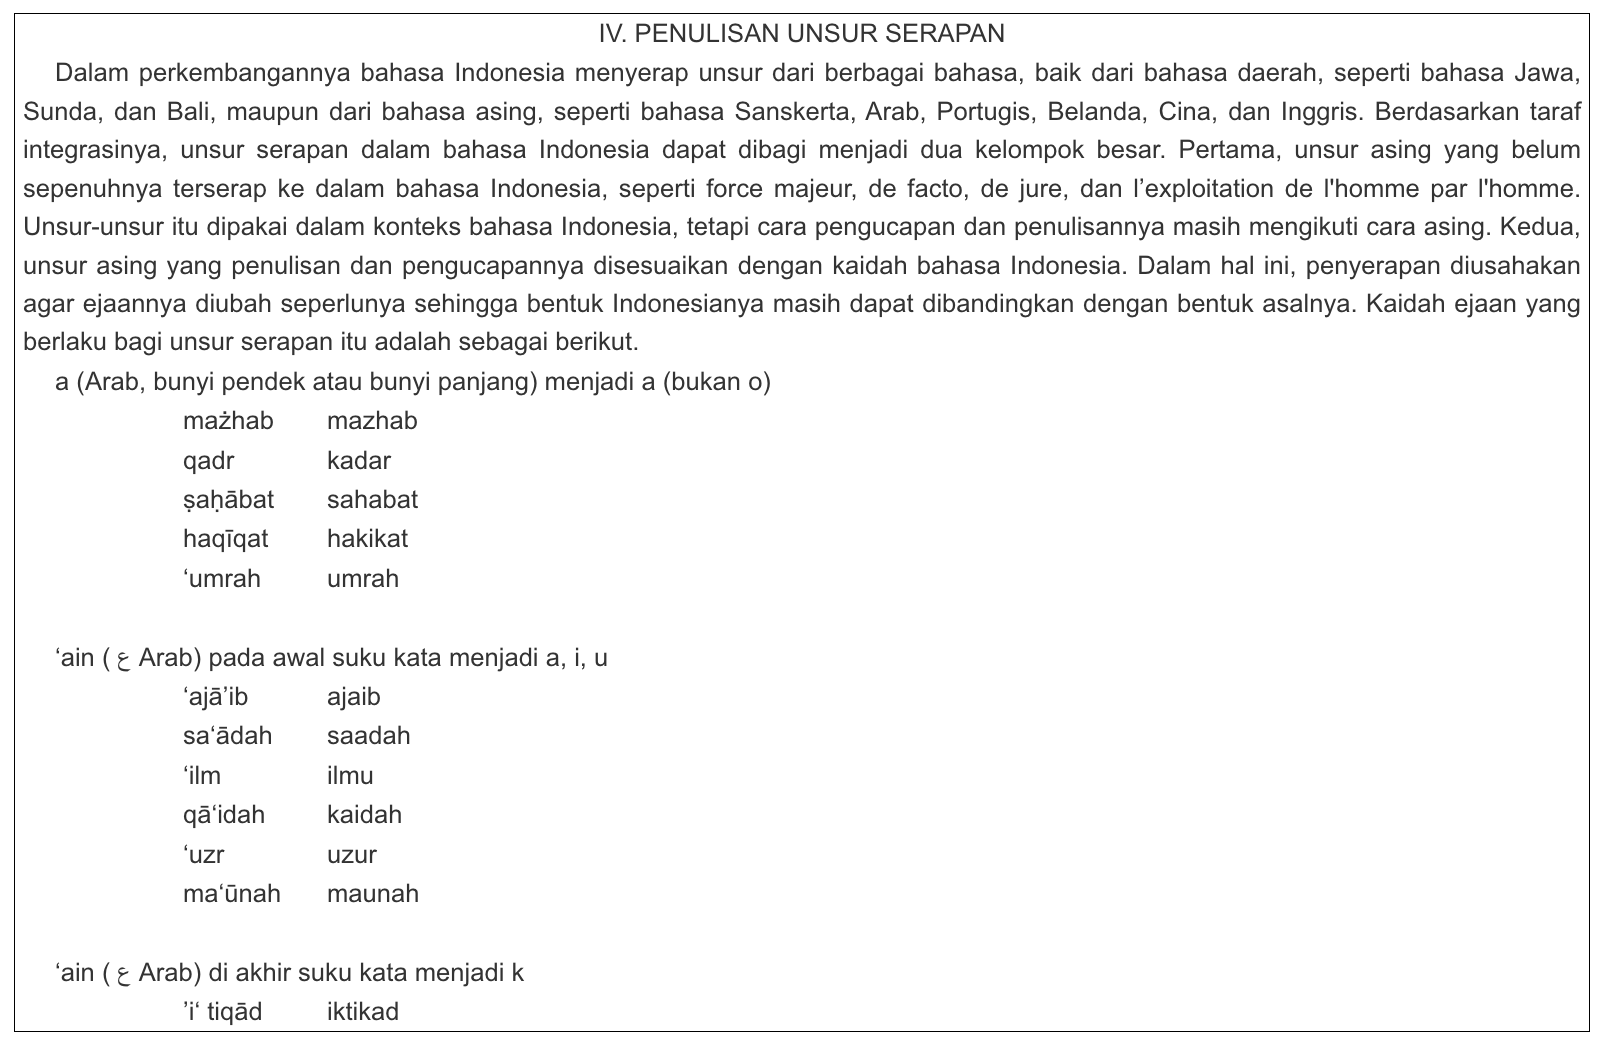 IV. PENULISAN UNSUR SERAPAN
Dalam perkembangannya bahasa Indonesia menyerap unsur dari berbagai bahasa, baik dari bahasa daerah, seperti bahasa Jawa,
Sunda, dan Bali, maupun dari bahasa asing, seperti bahasa Sanskerta, Arab, Portugis, Belanda, Cina, dan Inggris. Berdasarkan taraf
integrasinya, unsur serapan dalam bahasa Indonesia dapat dibagi menjadi dua kelompok besar. Pertama, unsur asing yang belum
sepenuhnya terserap ke dalam bahasa Indonesia, seperti force majeur, de facto, de jure, dan l’exploitation de l'homme par l'homme.
Unsur-unsur itu dipakai dalam konteks bahasa Indonesia, tetapi cara pengucapan dan penulisannya masih mengikuti cara asing. Kedua,
unsur asing yang penulisan dan pengucapannya disesuaikan dengan kaidah bahasa Indonesia. Dalam hal ini, penyerapan diusahakan
agar ejaannya diubah seperlunya sehingga bentuk Indonesianya masih dapat dibandingkan dengan bentuk asalnya. Kaidah ejaan yang
berlaku bagi unsur serapan itu adalah sebagai berikut.
a (Arab, bunyi pendek atau bunyi panjang) menjadi a (bukan o)
mażhab mazhab
qadr kadar
ṣaḥābat sahabat
haqīqat hakikat
‘umrah umrah
‘ain ( ع Arab) pada awal suku kata menjadi a, i, u
‘ajā’ib ajaib
sa‘ādah saadah
‘ilm ilmu
qā‘idah kaidah
‘uzr uzur
ma‘ūnah maunah
‘ain ( ع Arab) di akhir suku kata menjadi k
’i‘ tiqād iktikad